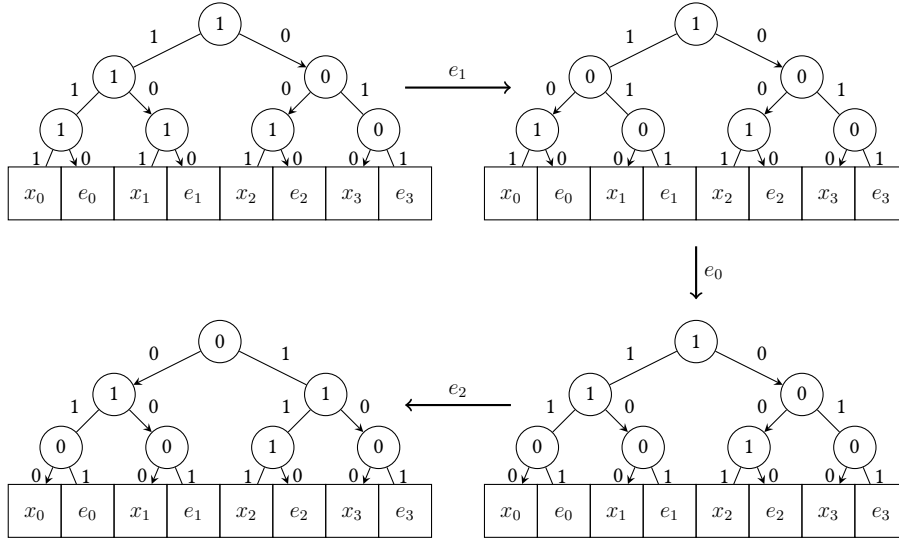 1
1 0
1 0
1 0 0 1
1 1 1 0
1 0 1 0 1 0 0 1
x₀ e₀ x₁ e₁ x₂ e₂ x₃ e₃
e₁
1
1 0
0 0
0 1 0 1
1 0 1 0
1 0 0 1 1 0 0 1
x₀ e₀ x₁ e₁ x₂ e₂ x₃ e₃
e₀
0
0 1
1 1
1 0 1 0
0 0 1 0
0 1 0 1 1 0 0 1
x₀ e₀ x₁ e₁ x₂ e₂ x₃ e₃
e₂
1
1 0
1 0
1 0 0 1
0 0 1 0
0 1 0 1 1 0 0 1
x₀ e₀ x₁ e₁ x₂ e₂ x₃ e₃